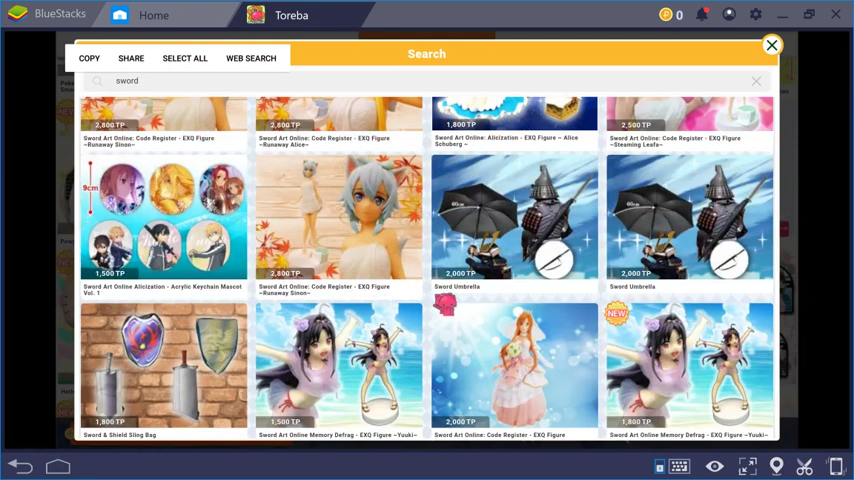 BlueStacks
Home
Toreba
0
COPY
SHARE
SELECT ALL
WEB SEARCH
Search
sword
2,800 TP
2,800 TP
1,800 TP
2,500 TP
Sword Art Online: Code Register - EXQ Figure
~Runaway Sinon~
Sword Art Online: Code Register - EXQ Figure
~Runaway Alice~
Sword Art Online: Alicization - EXQ Figure ~ Alice
Schuberg ~
Sword Art Online: Code Register - EXQ Figure
~Steaming Leafa~
9cm
60cm
60cm
1,500 TP
2,800 TP
2,000 TP
2,000 TP
Sword Art Online Alicization - Acrylic Keychain Mascot
Vol. 1
Sword Art Online: Code Register - EXQ Figure
~Runaway Sinon~
Sword Umbrella
Sword Umbrella
NEW
1,800 TP
1,500 TP
2,000 TP
1,800 TP
Sword & Shield Sling Bag
Sword Art Online Memory Defrag - EXQ Figure ~Yuuki~
Sword Art Online: Code Register - EXQ Figure
Sword Art Online Memory Defrag - EXQ Figure ~Yuuki~